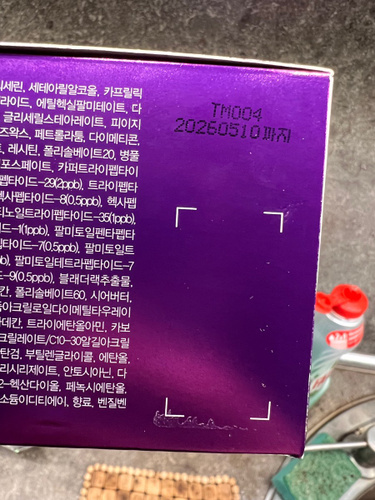 세린, 세테아릴알코올, 카프릴릭
라이드, 에틸헥실팔미테이트, 다
글리세릴스테아레이트, 피이지
즈왁스, 페트롤라툼, 다이메티콘,
레시틴, 폴리솔베이트20, 병풀
포스페이트, 카퍼트라이펩타이
펩타이드-29(2ppb), 트라이펩타
헥사펩타이드-8(0.5ppb), 헥사펩
티노일트라이펩타이드-35(1ppb),
-1(1ppb), 팔미토일펜타펩타
타이드-7(0.5ppb), 팔미토일트
b), 팔미토일테트라펩타이드-7
-9(0.5ppb), 블래더랙추출물,
칸, 폴리솔베이트60, 시어버터,
아크릴로일다이메틸타우레이
데칸, 트라이에탄올아민, 카보
크릴레이트/C10-30알킬아크릴
탄검, 부틸렌글라이콜, 에탄올,
리시리제이트, 안토시아닌, 다
2-헥산다이올, 페녹시에탄올,
소듐이디티에이, 향료, 벤질벤
TM004
20260510까지